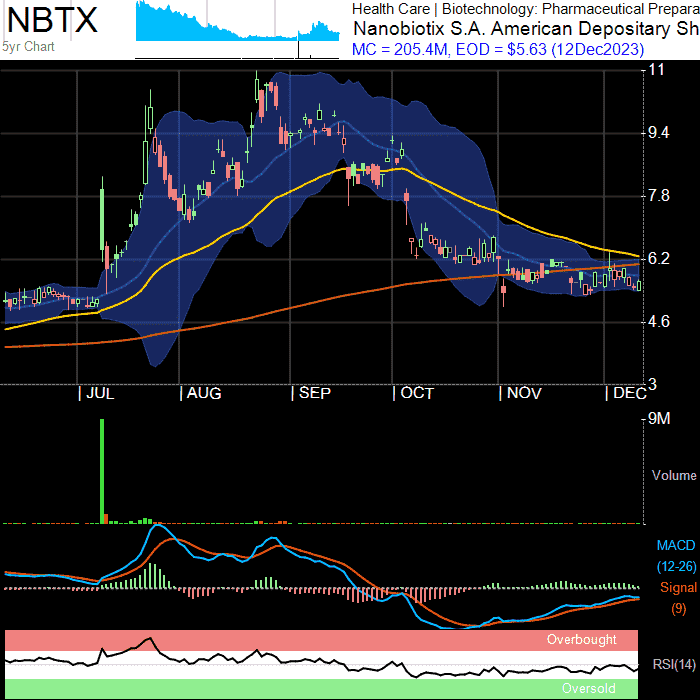 NBTX
5yr Chart
Health Care | Biotechnology: Pharmaceutical Prepara
Nanobiotix S.A. American Depositary Sh
MC = 205.4M, EOD = $5.63 (12Dec2023)
11
9.4
7.8
6.2
4.6
3
| JUL | AUG | SEP | OCT | NOV | DEC
9M
Volume
MACD
(12-26)
Signal
(9)
Overbought
RSI(14)
Oversold